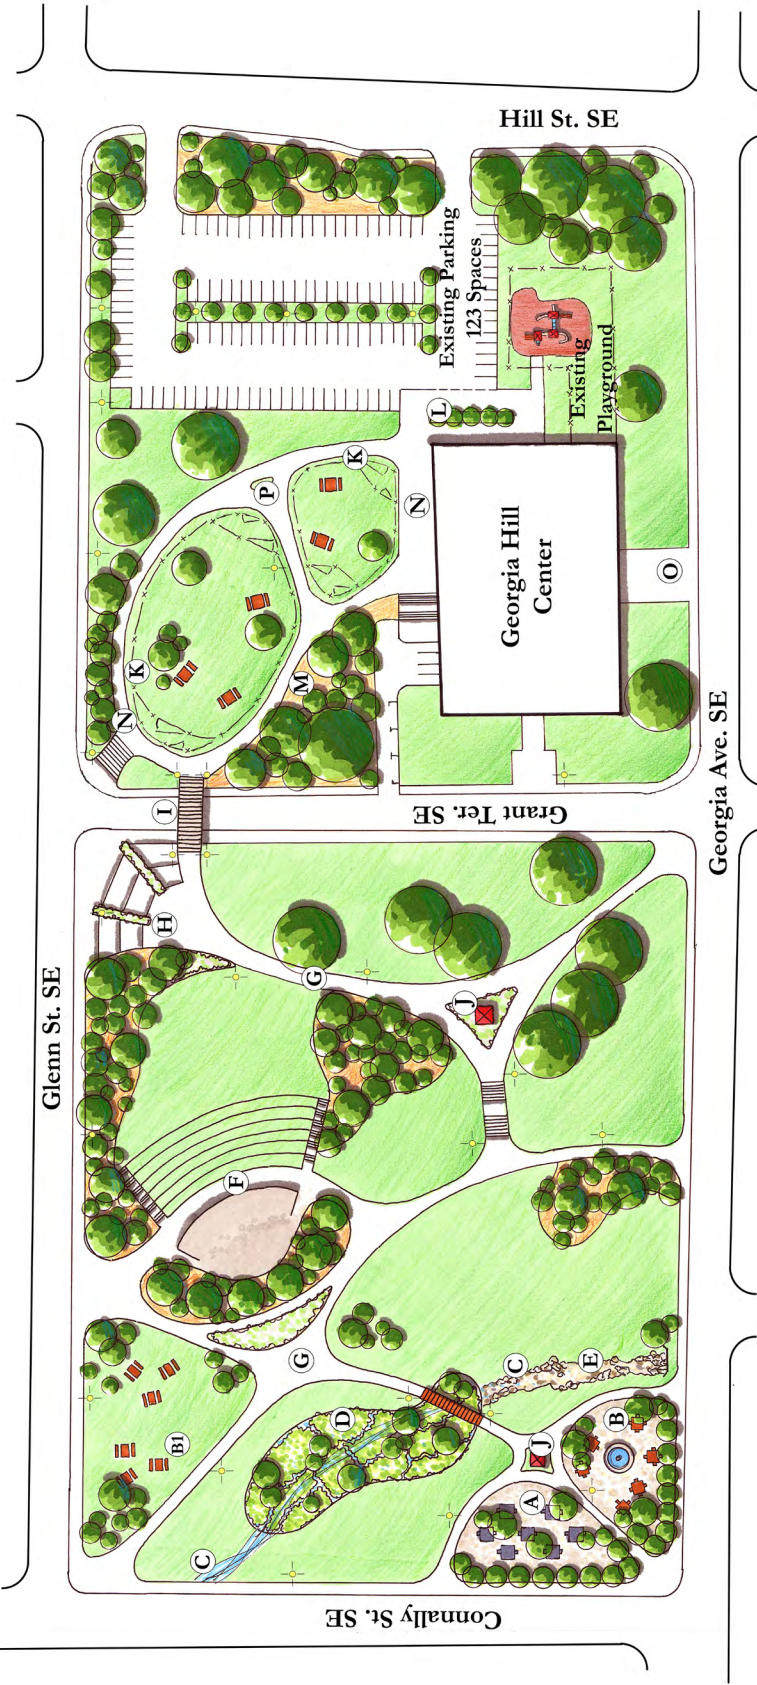 Hill St. SE
Existing Parking
123 Spaces
Existing
Playground
L
K
P
N
Georgia Hill
Center
O
K
M
N
Georgia Ave. SE
I
Grant Ter. SE
H
Glenn St. SE
G
J
F
G
C
E
D
B
B1
J
A
C
Connally St. SE